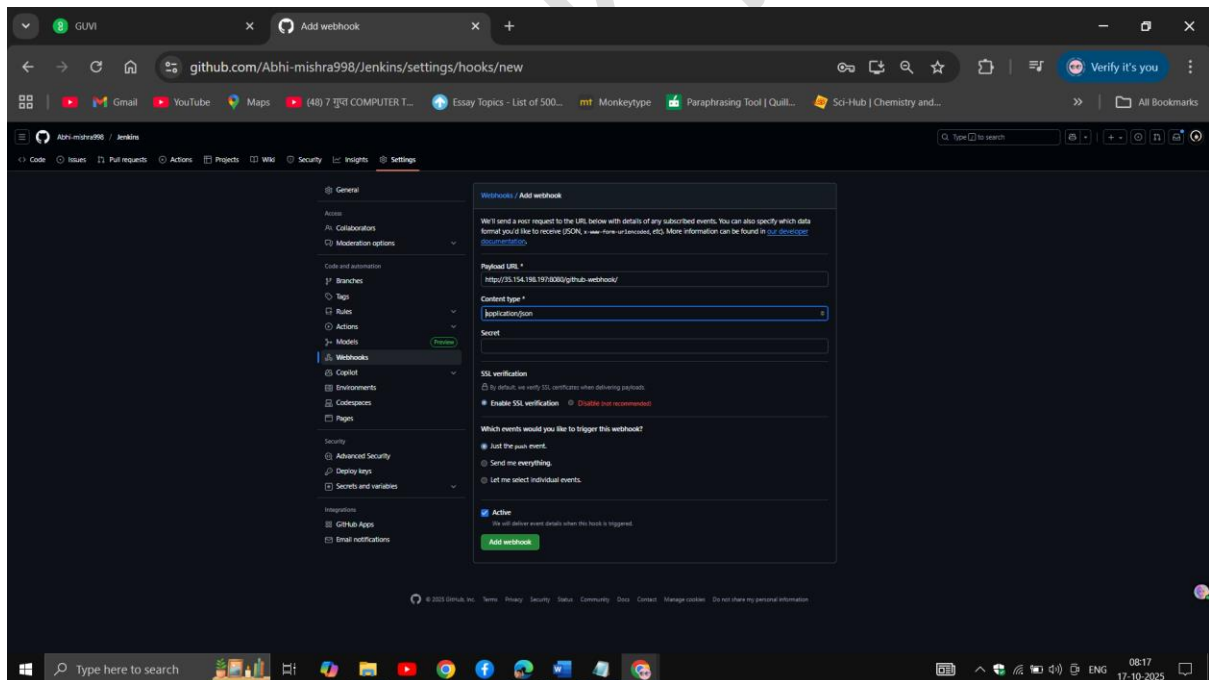 GUVI
Add webhook
github.com/Abhi-mishra998/Jenkins/settings/hooks/new
Verify it's you
Gmail
YouTube
Maps
(48) 7 गुप्त COMPUTER T...
Essay Topics - List of 500...
mt Monkeytype
Paraphrasing Tool | Quill...
Sci-Hub | Chemistry and...
All Bookmarks
Abhi-mishra998 / Jenkins
Type / to search
Code Issues Pull requests Actions Projects Wiki Security Insights Settings
General
Access
Collaborators
Moderation options
Code and automation
Branches
Tags
Rules
Actions
Models Preview
Webhooks
Copilot
Environments
Codespaces
Pages
Security
Advanced Security
Deploy keys
Secrets and variables
Integrations
GitHub Apps
Email notifications
Webhooks / Add webhook
We'll send a POST request to the URL below with details of any subscribed events. You can also specify which data
format you'd like to receive (JSON, x-www-form-urlencoded, etc). More information can be found in our developer
documentation.
Payload URL *
http://35.154.198.197:8080/github-webhook/
Content type *
application/json
Secret
SSL verification
By default, we verify SSL certificates when delivering payloads.
Enable SSL verification Disable (not recommended)
Which events would you like to trigger this webhook?
Just the push event.
Send me everything.
Let me select individual events.
Active
We will deliver event details when this hook is triggered.
Add webhook
© 2025 GitHub, Inc. Terms Privacy Security Status Community Docs Contact Manage cookies Do not share my personal information
Type here to search
ENG
08:17
17-10-2025